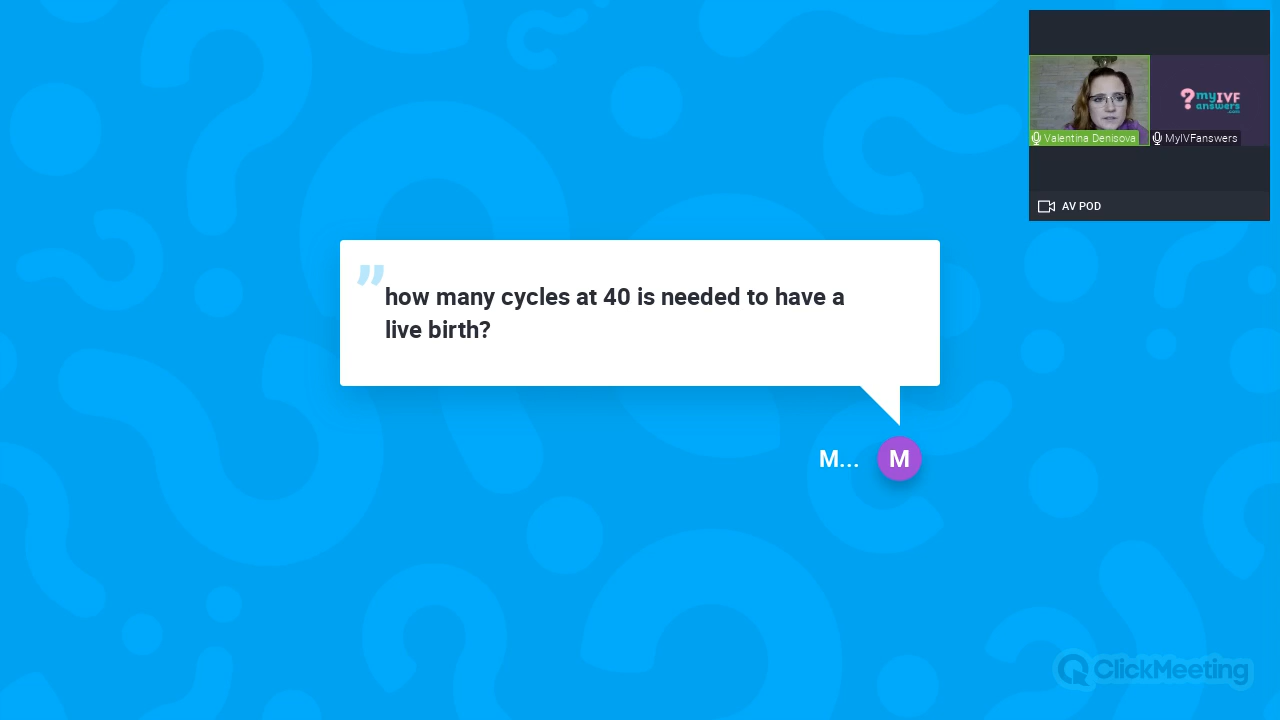 ?myIVF
answers
.com
Valentina Denisova
MyIVFanswers
AV POD
” how many cycles at 40 is needed to have a
live birth?
M...
M
ClickMeeting